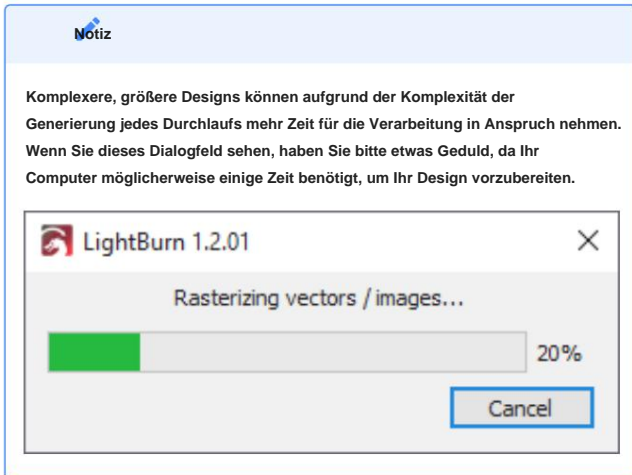 Notiz
Komplexere, größere Designs können aufgrund der Komplexität der
Generierung jedes Durchlaufs mehr Zeit für die Verarbeitung in Anspruch nehmen.
Wenn Sie dieses Dialogfeld sehen, haben Sie bitte etwas Geduld, da Ihr
Computer möglicherweise einige Zeit benötigt, um Ihr Design vorzubereiten.
LightBurn 1.2.01
Rasterizing vectors / images...
20%
Cancel